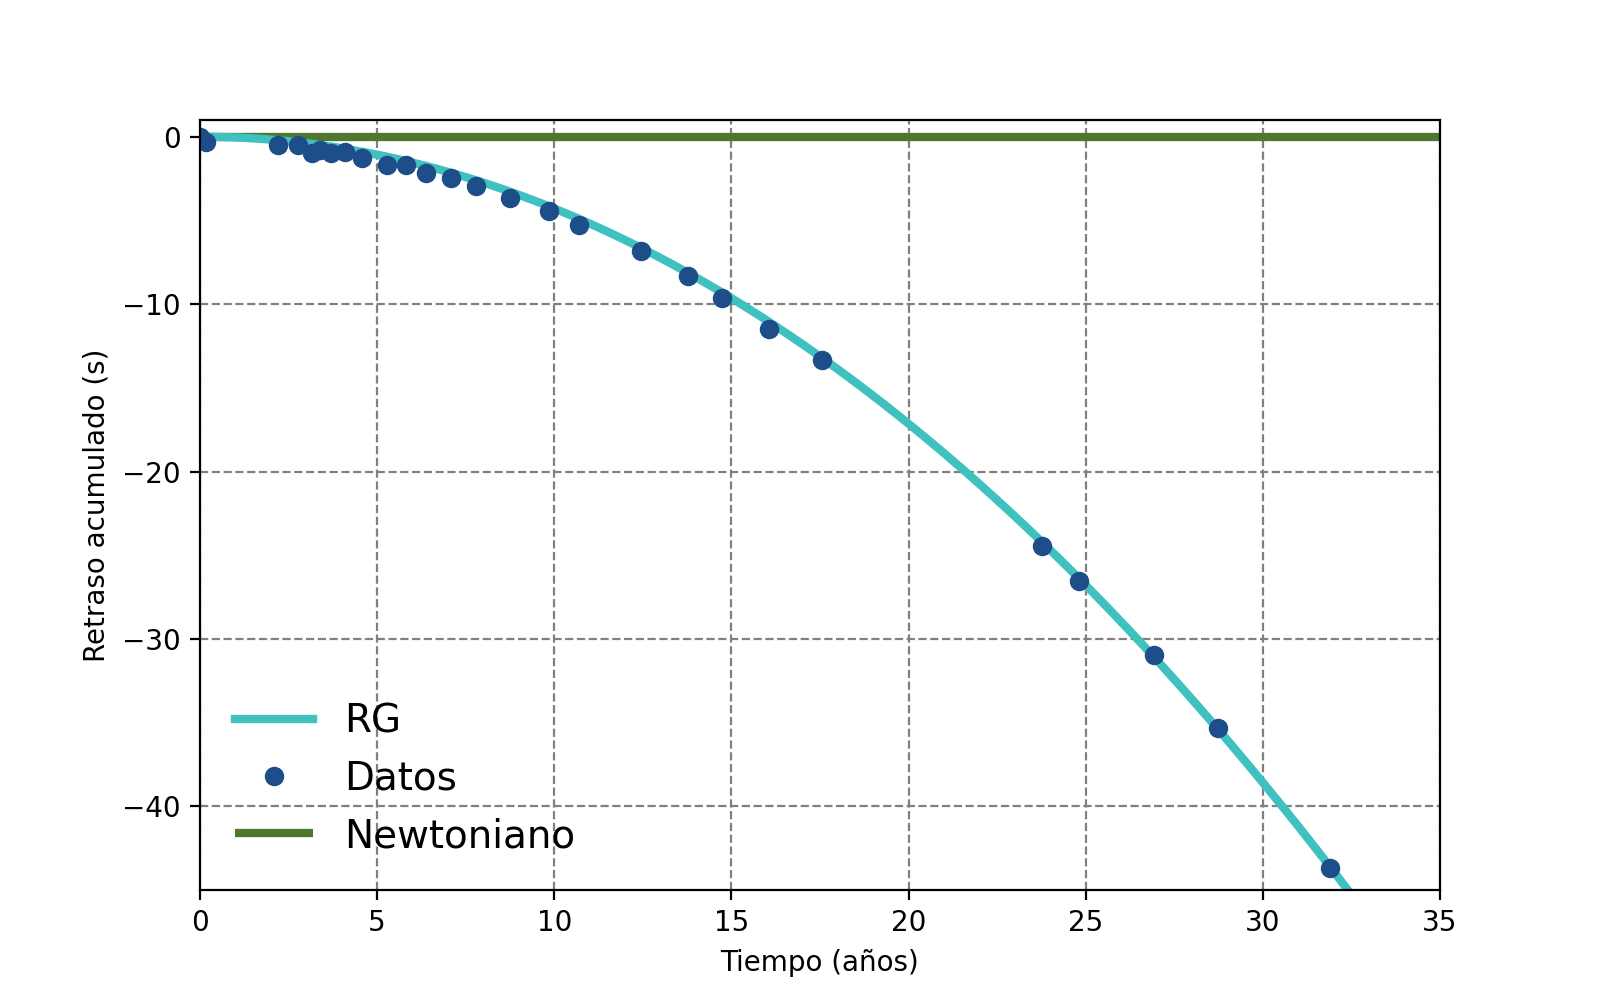 0
−10
−20
−30
−40
Retraso acumulado (s)
RG
Datos
Newtoniano
0 5 10 15 20 25 30 35
Tiempo (años)